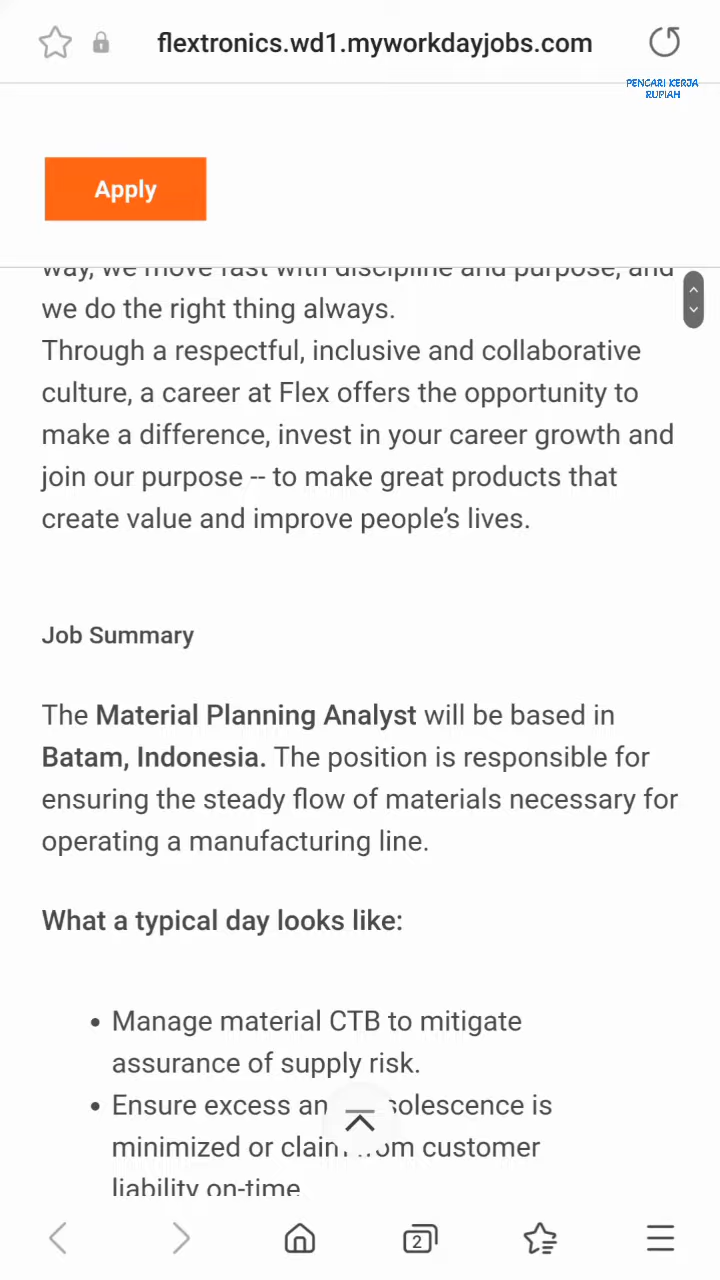 flextronics.wd1.myworkdayjobs.com
PENCARI KERJA
RUPIAH
Apply
way, we move fast with discipline and purpose, and
we do the right thing always.
Through a respectful, inclusive and collaborative
culture, a career at Flex offers the opportunity to
make a difference, invest in your career growth and
join our purpose -- to make great products that
create value and improve people’s lives.
Job Summary
The Material Planning Analyst will be based in
Batam, Indonesia. The position is responsible for
ensuring the steady flow of materials necessary for
operating a manufacturing line.
What a typical day looks like:
• Manage material CTB to mitigate
assurance of supply risk.
• Ensure excess an solescence is
minimized or claim om customer
liability on-time.
2